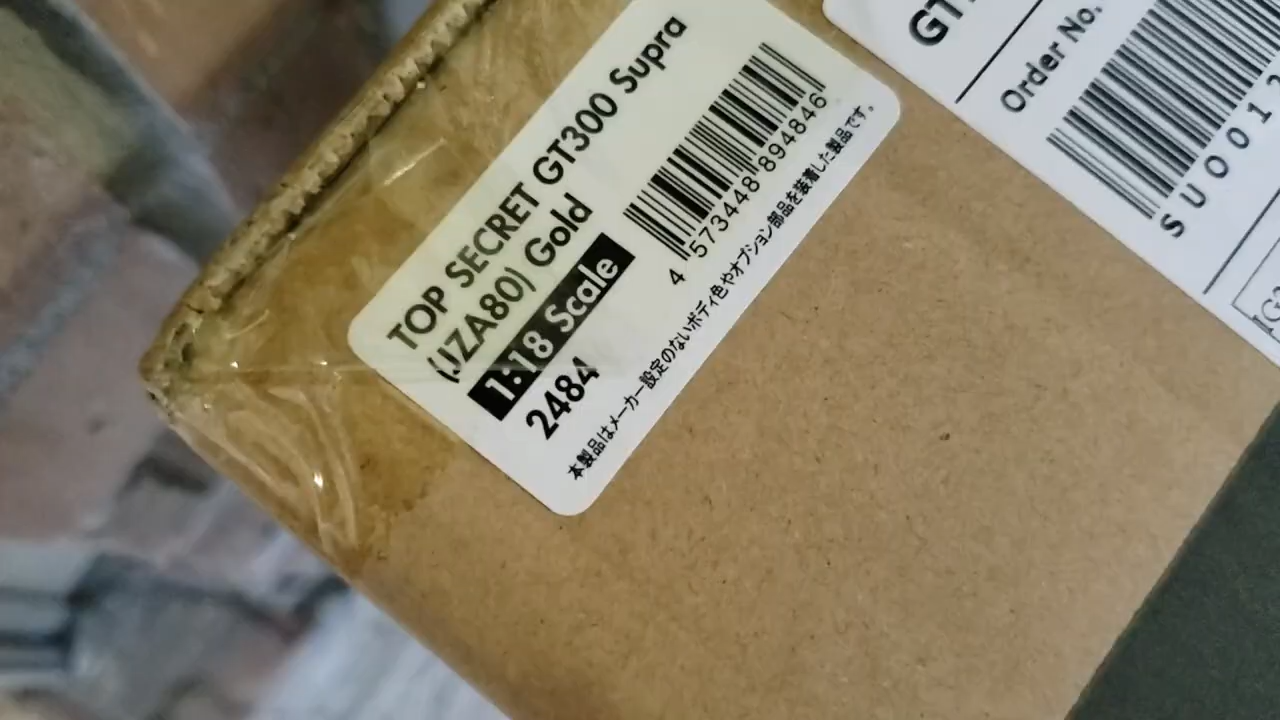 TOP SECRET GT300 Supra
(JZA80) Gold
1:18 Scale
2484
4 573448 894846
本製品はメーカー設定のないボディ色やオプション部品を装着した製品です。
GT
Order No.
SU001